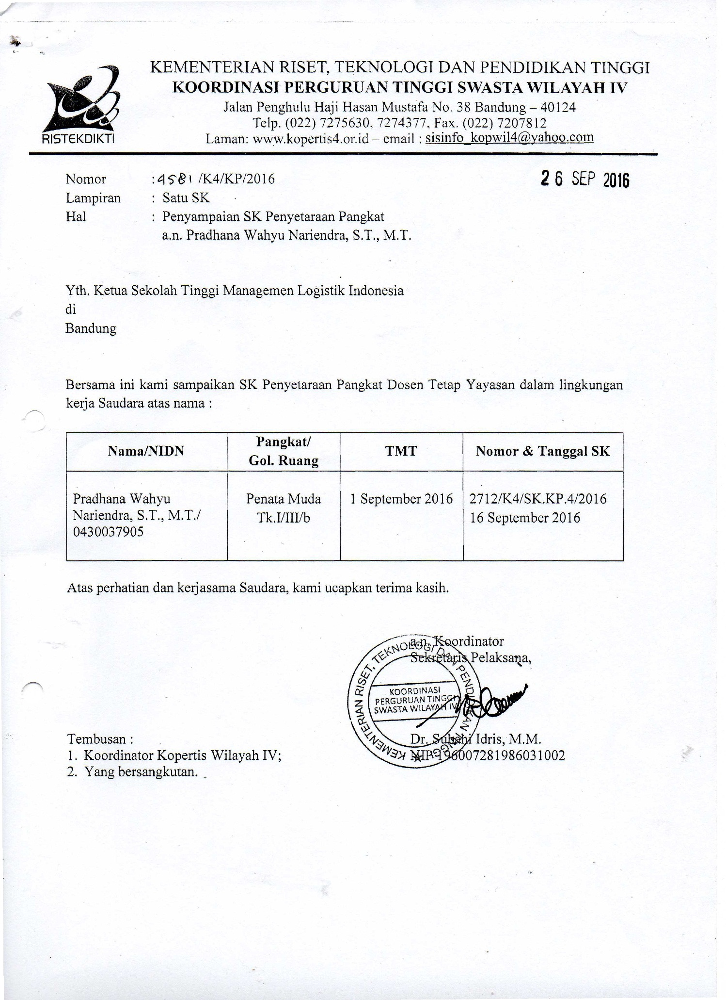 KEMENTERIAN RISET, TEKNOLOGI DAN PENDIDIKAN TINGGI
KOORDINASI PERGURUAN TINGGI SWASTA WILAYAH IV
Jalan Penghulu Haji Hasan Mustafa No. 38 Bandung – 40124
Telp. (022) 7275630, 7274377, Fax. (022) 7207812
Laman: www.kopertis4.or.id – email : sisinfo_kopwil4@yahoo.com
RISTEKDIKTI
Nomor : 4581 /K4/KP/2016
26 SEP 2016
Lampiran : Satu SK
Hal : Penyampaian SK Penyetaraan Pangkat
a.n. Pradhana Wahyu Nariendra, S.T., M.T.
Yth. Ketua Sekolah Tinggi Managemen Logistik Indonesia
di
Bandung
Bersama ini kami sampaikan SK Penyetaraan Pangkat Dosen Tetap Yayasan dalam lingkungan
kerja Saudara atas nama :
Nama/NIDN
Pangkat/
Gol. Ruang
TMT
Nomor & Tanggal SK
Pradhana Wahyu
Nariendra, S.T., M.T./
0430037905
Penata Muda
Tk.I/III/b
1 September 2016
2712/K4/SK.KP.4/2016
16 September 2016
Atas perhatian dan kerjasama Saudara, kami ucapkan terima kasih.
a.n. Koordinator
Sekretaris Pelaksana,
KEMENTERIAN RISET, TEKNOLOGI DAN PENDIDIKAN TINGGI
KOORDINASI
PERGURUAN TINGGI
SWASTA WILAYAH IV
Dr. Subahi Idris, M.M.
NIP 196007281986031002
Tembusan :
1. Koordinator Kopertis Wilayah IV;
2. Yang bersangkutan.